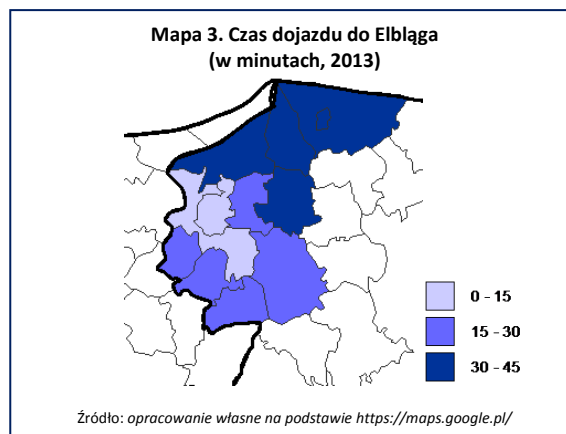 Mapa 3. Czas dojazdu do Elbląga
(w minutach, 2013)
0 - 15
15 - 30
30 - 45
Źródło: opracowanie własne na podstawie https://maps.google.pl/